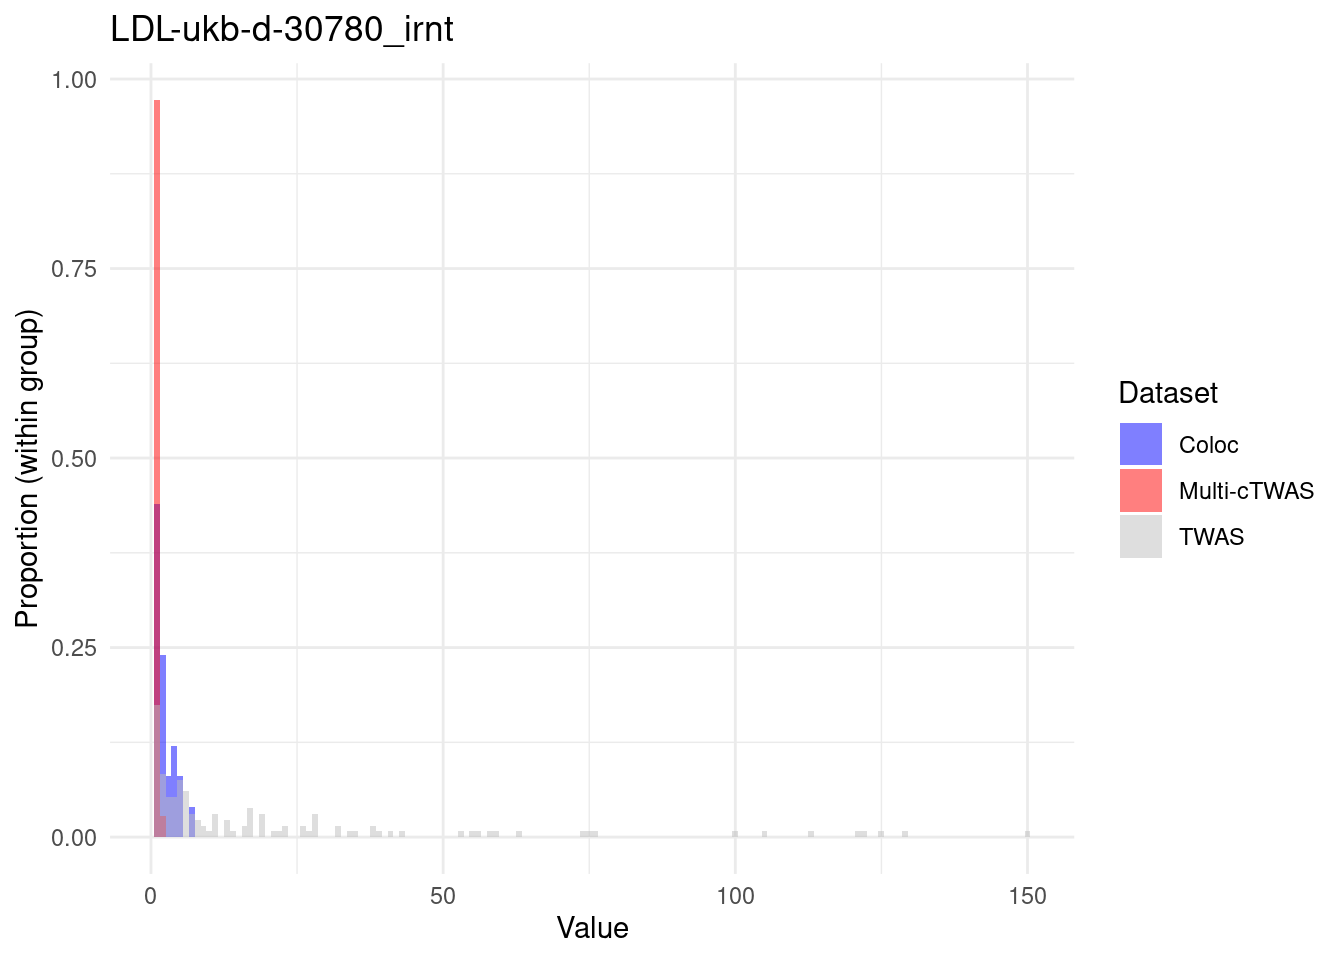 LDL-ukb-d-30780_irnt
1.00
0.75
0.50
0.25
0.00
Proportion (within group)
0
50
100
150
Value
Dataset
Coloc
Multi-cTWAS
TWAS